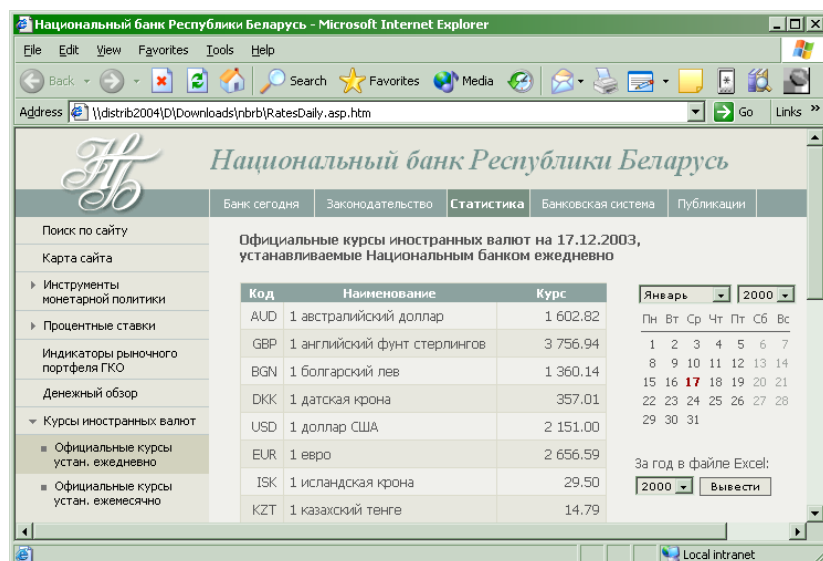 Национальный банк Республики Беларусь - Microsoft Internet Explorer
File Edit View Favorites Tools Help
Back Search Favorites Media
Address \\distrib2004\D\Downloads\nbrb\RatesDaily.asp.htm Go Links »
НБ
Национальный банк Республики Беларусь
Банк сегодня Законодательство Статистика Банковская система Публикации
Поиск по сайту
Карта сайта
Инструменты
монетарной политики
Процентные ставки
Индикаторы рыночного
портфеля ГКО
Денежный обзор
Курсы иностранных валют
Официальные курсы
устан. ежедневно
Официальные курсы
устан. ежемесячно
Официальные курсы иностранных валют на 17.12.2003,
устанавливаемые Национальным банком ежедневно
Код Наименование Курс
AUD 1 австралийский доллар 1 602.82
GBP 1 английский фунт стерлингов 3 756.94
BGN 1 болгарский лев 1 360.14
DKK 1 датская крона 357.01
USD 1 доллар США 2 151.00
EUR 1 евро 2 656.59
ISK 1 исландская крона 29.50
KZT 1 казахский тенге 14.79
Январь 2000
Пн Вт Ср Чт Пт Сб Вс
1 2 3 4 5 6 7
8 9 10 11 12 13 14
15 16 17 18 19 20 21
22 23 24 25 26 27 28
29 30 31
За год в файле Excel:
2000 Вывести
Local intranet